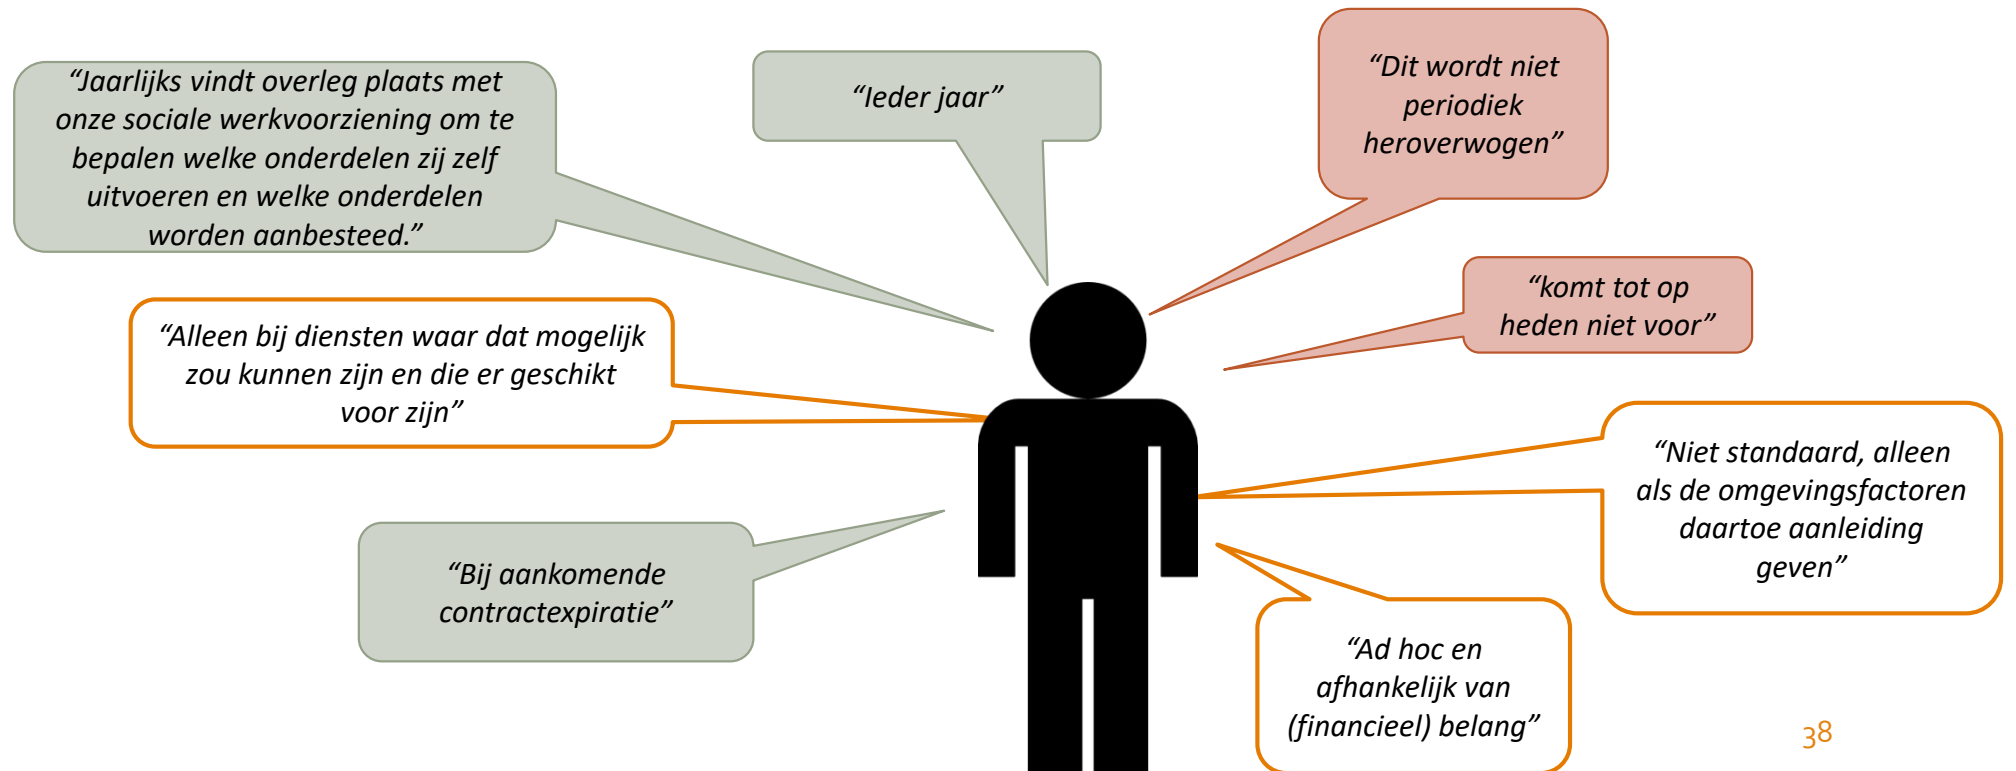 “Jaarlijks vindt overleg plaats met
onze sociale werkvoorziening om te
bepalen welke onderdelen zij zelf
uitvoeren en welke onderdelen
worden aanbesteed.”
“Ieder jaar”
“Dit wordt niet
periodiek
heroverwogen”
“komt tot op
heden niet voor”
“Alleen bij diensten waar dat mogelijk
zou kunnen zijn en die er geschikt
voor zijn”
“Niet standaard, alleen
als de omgevingsfactoren
daartoe aanleiding
geven”
“Bij aankomende
contractexpiratie”
“Ad hoc en
afhankelijk van
(financieel) belang”
38